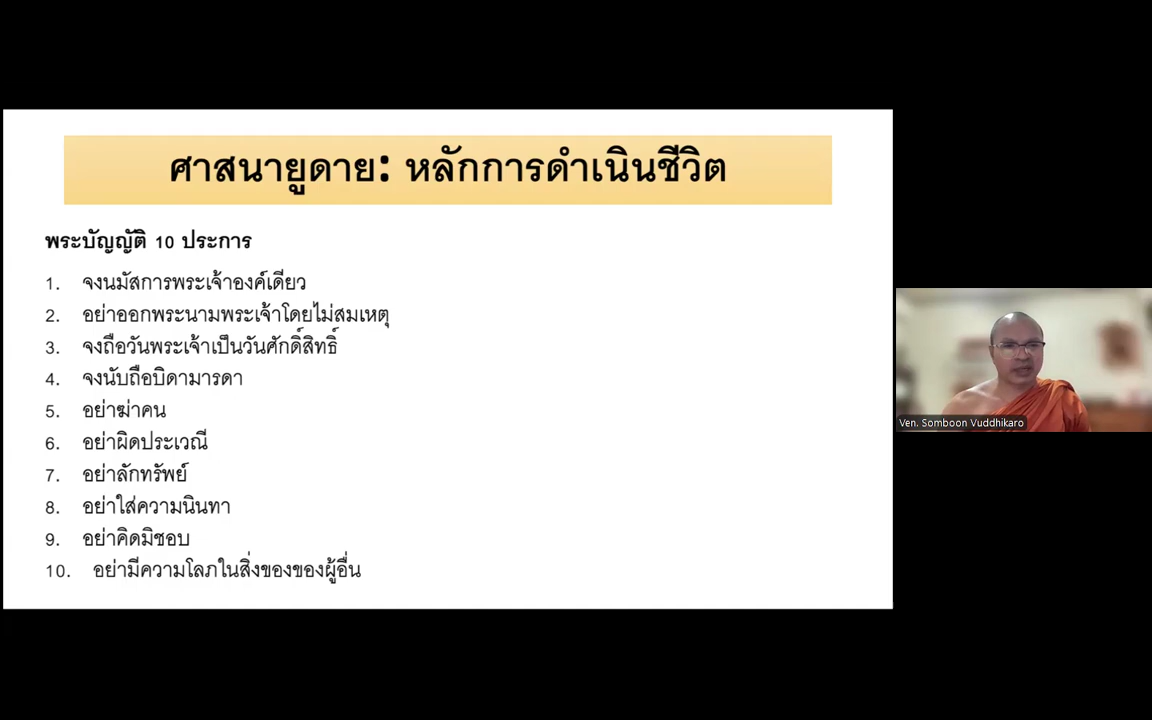 ศาสนายูดาย: หลักการดำเนินชีวิต
พระบัญญัติ 10 ประการ
1. จงนมัสการพระเจ้าองค์เดียว
2. อย่าออกพระนามพระเจ้าโดยไม่สมเหตุ
3. จงถือวันพระเจ้าเป็นวันศักดิ์สิทธิ์
4. จงนับถือบิดามารดา
5. อย่าฆ่าคน
6. อย่าผิดประเวณี
7. อย่าลักทรัพย์
8. อย่าใส่ความนินทา
9. อย่าคิดมิชอบ
10. อย่ามีความโลภในสิ่งของของผู้อื่น
Ven. Somboon Vuddhikaro